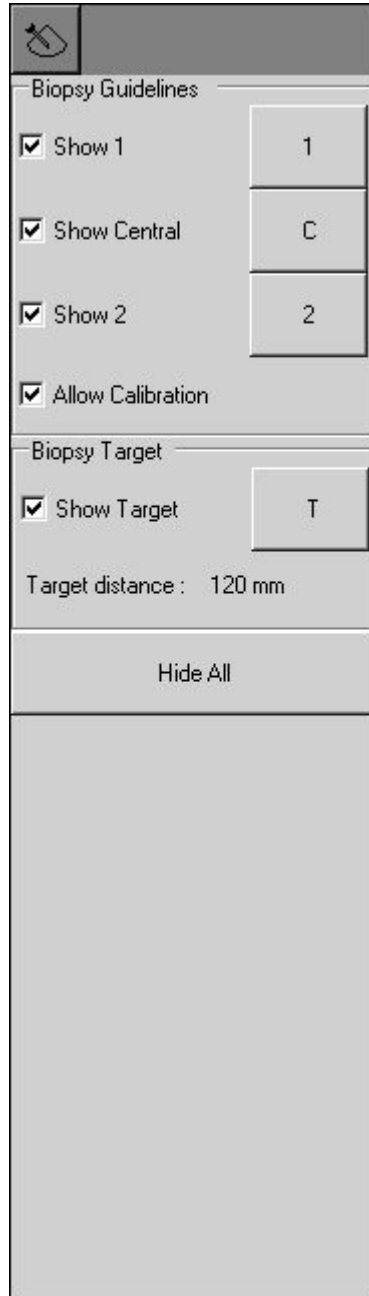 Biopsy Guidelines
Show 1 1
Show Central C
Show 2 2
Allow Calibration
Biopsy Target
Show Target T
Target distance : 120 mm
Hide All